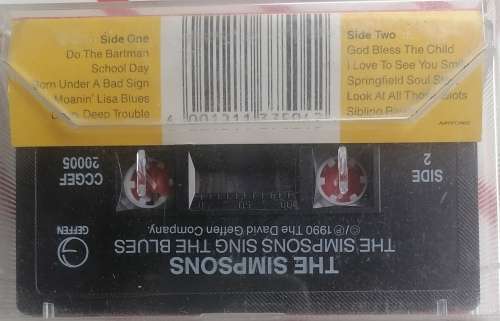 Side One
Do The Bartman
School Day
Born Under A Bad Sign
Moanin' Lisa Blues
Deep, Deep Trouble
Side Two
God Bless The Child
I Love To See You Smile
Springfield Soul Stew
Look At All Those Idiots
Sibling
SIDE
2
CCGEF
20005
℗/© 1990 The David Geffen Company.
THE SIMPSONS SING THE BLUES
THE SIMPSONS
GEFFEN